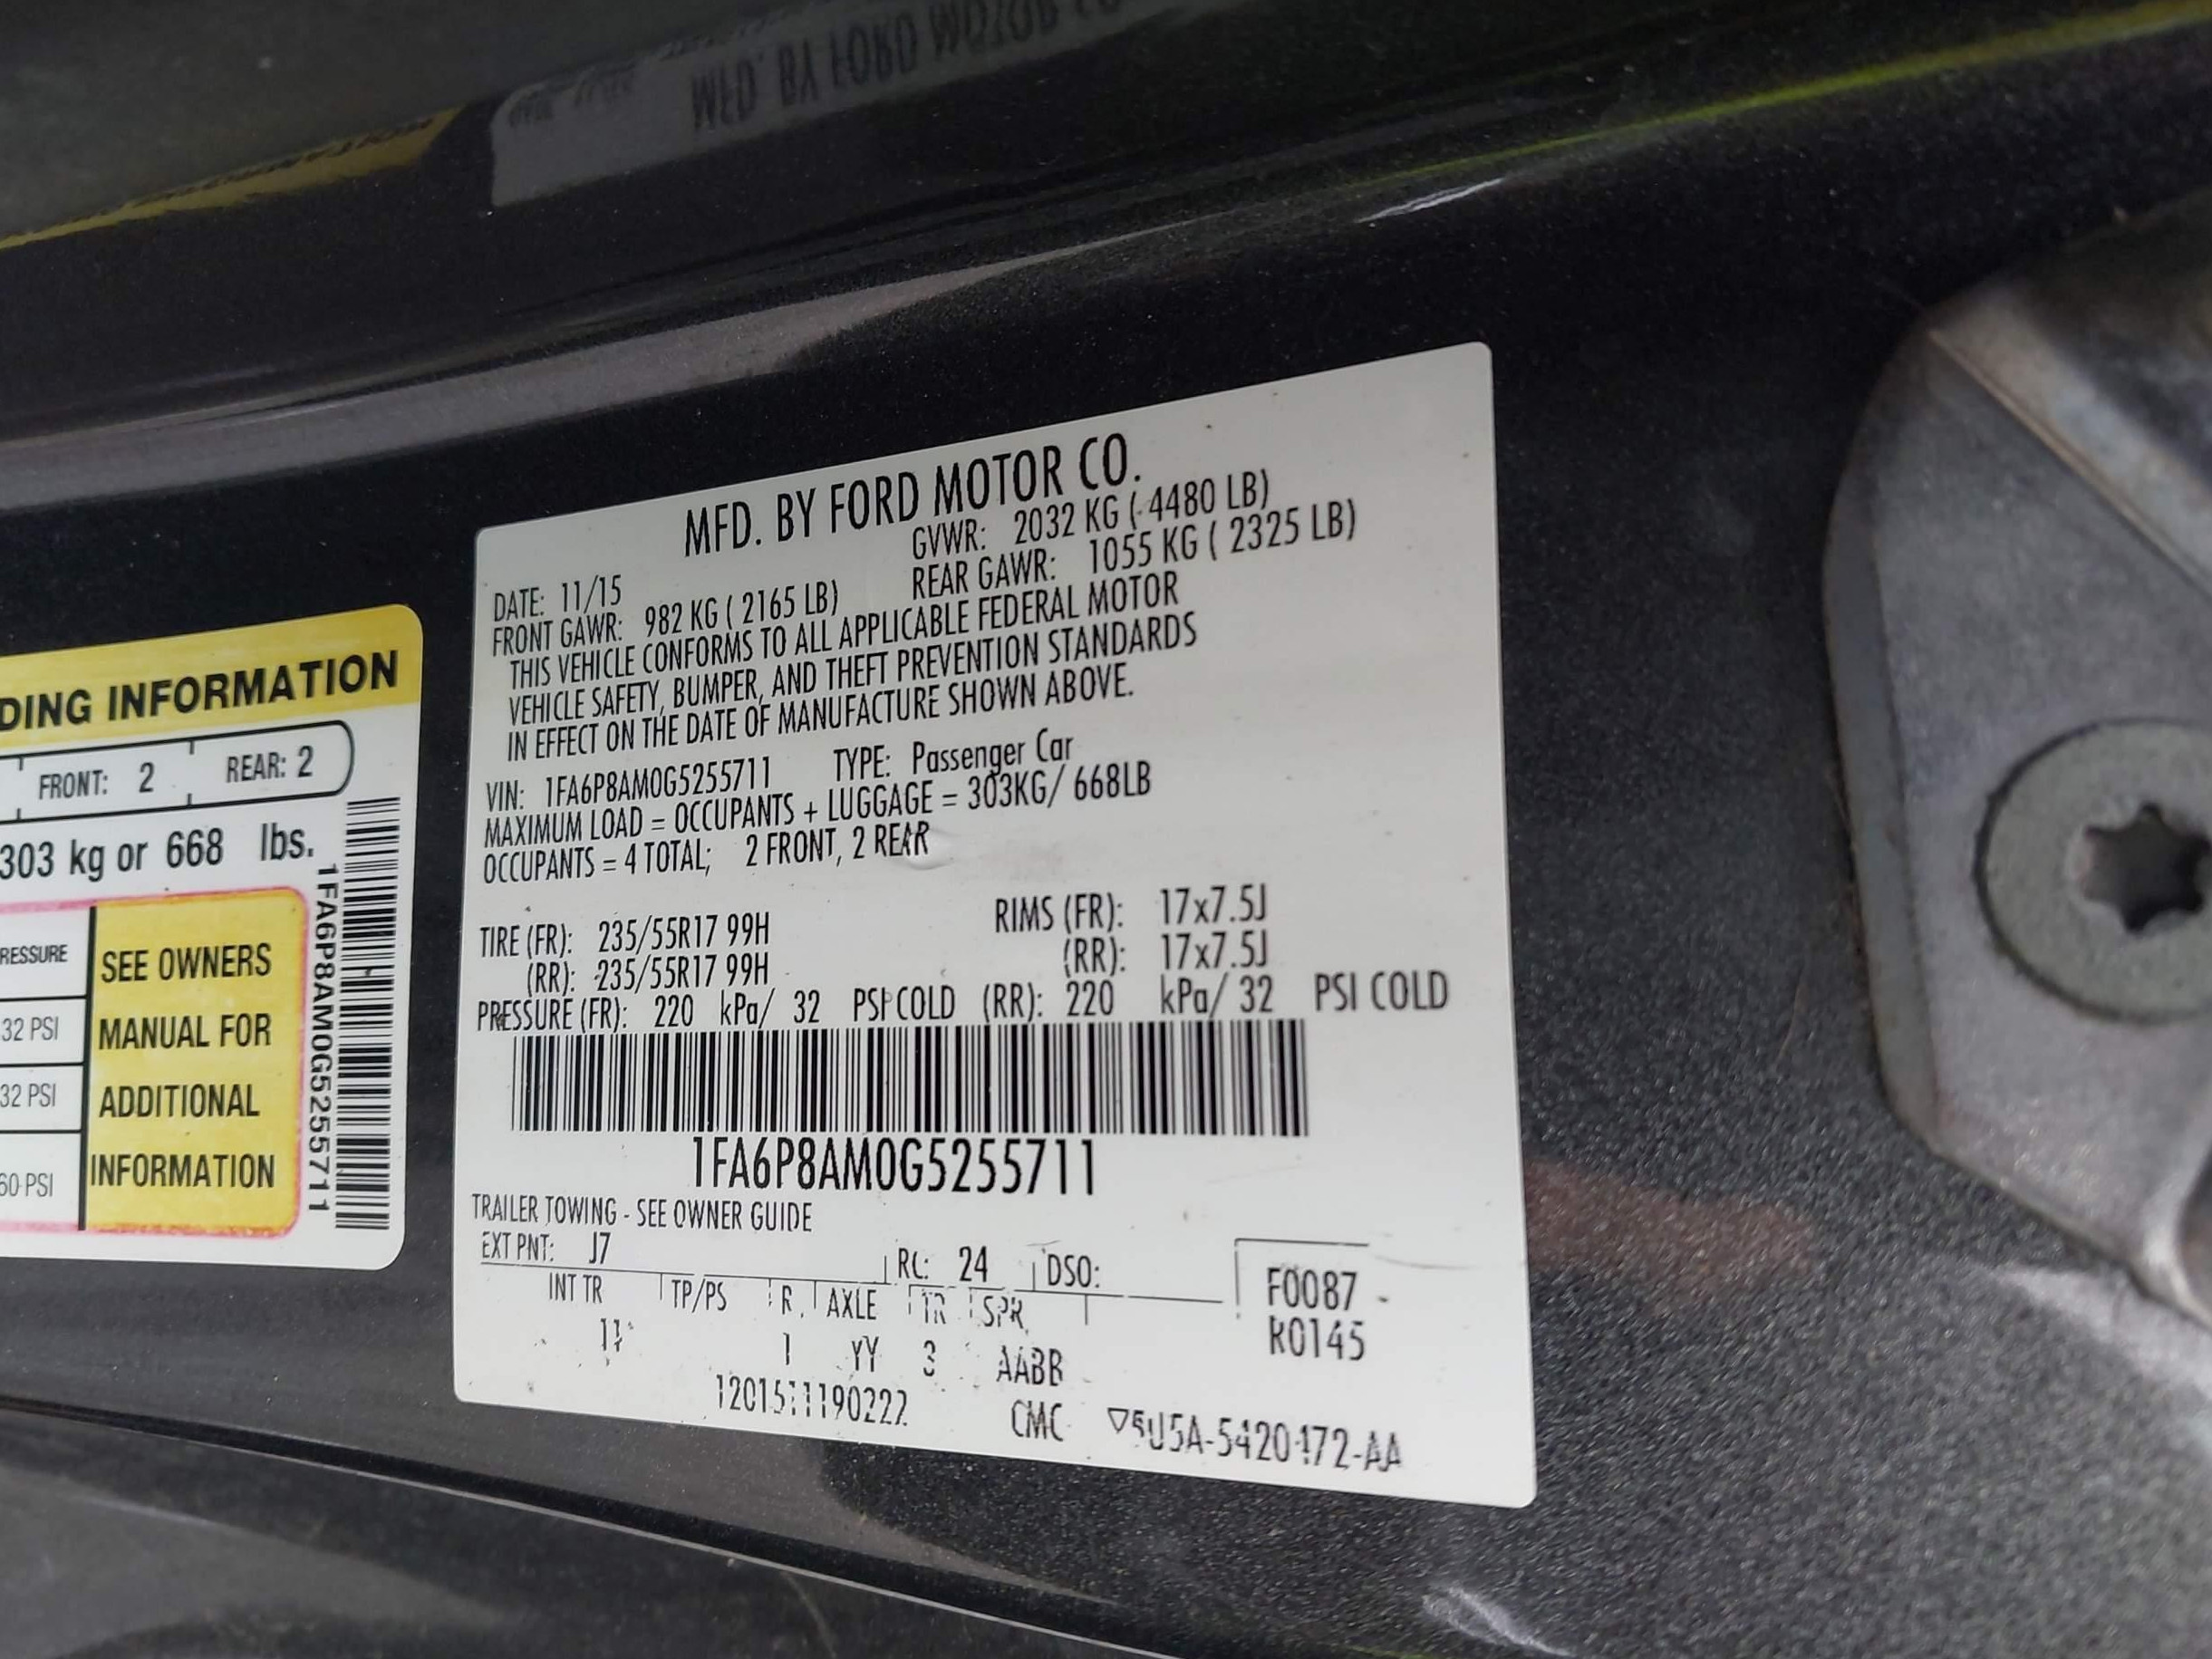 DING INFORMATION
FRONT: 2 REAR: 2
303 kg or 668 lbs.
RESSURE
32 PSI
32 PSI
60 PSI
SEE OWNERS
MANUAL FOR
ADDITIONAL
INFORMATION
1FA6P8AM0G5255711
MFD. BY FORD MOTOR CO.
DATE: 11/15 GVWR: 2032 KG ( 4480 LB)
FRONT GAWR: 982 KG ( 2165 LB) REAR GAWR: 1055 KG ( 2325 LB)
THIS VEHICLE CONFORMS TO ALL APPLICABLE FEDERAL MOTOR
VEHICLE SAFETY, BUMPER, AND THEFT PREVENTION STANDARDS
IN EFFECT ON THE DATE OF MANUFACTURE SHOWN ABOVE.
VIN: 1FA6P8AM0G5255711 TYPE: Passenger Car
MAXIMUM LOAD = OCCUPANTS + LUGGAGE = 303KG/ 668LB
OCCUPANTS = 4 TOTAL; 2 FRONT, 2 REAR
TIRE (FR): 235/55R17 99H RIMS (FR): 17x7.5J
(RR): 235/55R17 99H (RR): 17x7.5J
PRESSURE (FR): 220 kPa/ 32 PSI COLD (RR): 220 kPa/ 32 PSI COLD
1FA6P8AM0G5255711
TRAILER TOWING - SEE OWNER GUIDE
EXT PNT: J7 RC: 24 DSO:
INT TR TP/PS R AXLE TR SPR
F0087
R0145
11 1 YY 3 AABB
CMC